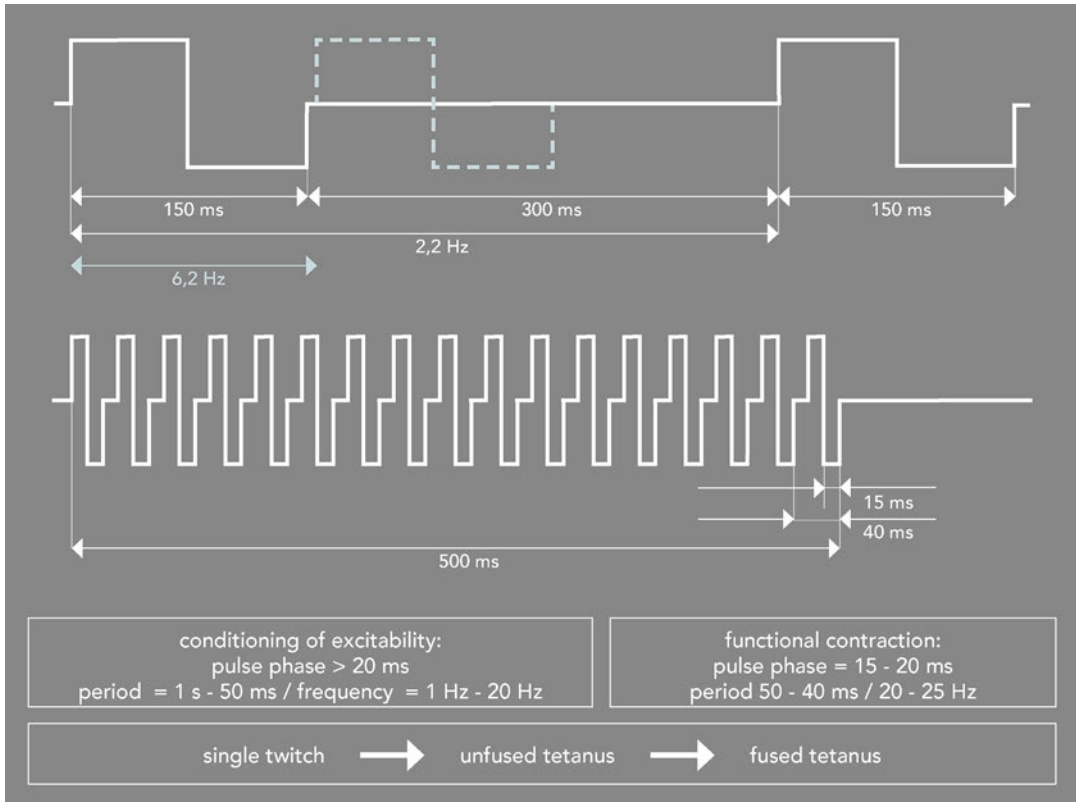 150 ms
300 ms
150 ms
2,2 Hz
6,2 Hz
15 ms
40 ms
500 ms
conditioning of excitability:
pulse phase > 20 ms
period = 1 s - 50 ms / frequency = 1 Hz - 20 Hz
functional contraction:
pulse phase = 15 - 20 ms
period 50 - 40 ms / 20 - 25 Hz
single twitch
unfused tetanus
fused tetanus